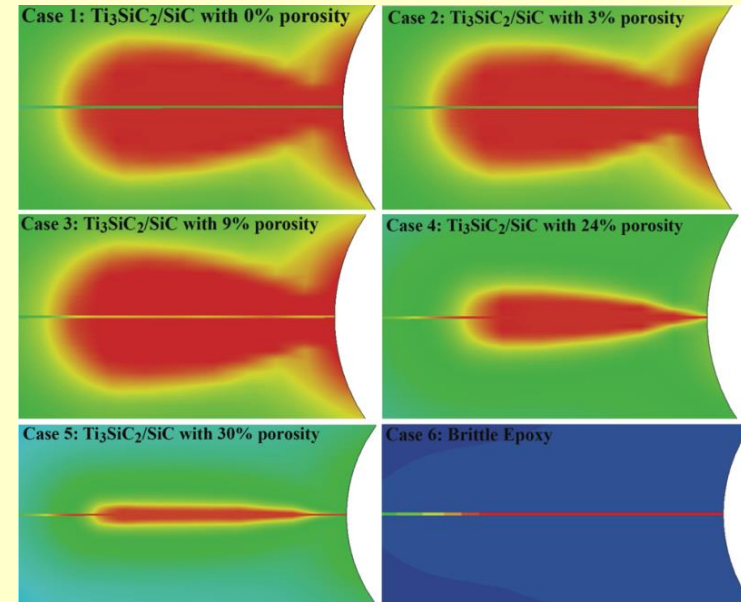 Case 1: Ti₃SiC₂/SiC with 0% porosity
Case 2: Ti₃SiC₂/SiC with 3% porosity
Case 3: Ti₃SiC₂/SiC with 9% porosity
Case 4: Ti₃SiC₂/SiC with 24% porosity
Case 5: Ti₃SiC₂/SiC with 30% porosity
Case 6: Brittle Epoxy